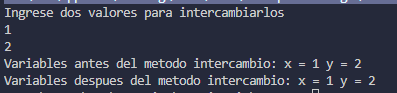 Ingrese dos valores para intercambiarlos
1
2
Variables antes del metodo intercambio: x = 1 y = 2
Variables despues del metodo intercambio: x = 1 y = 2